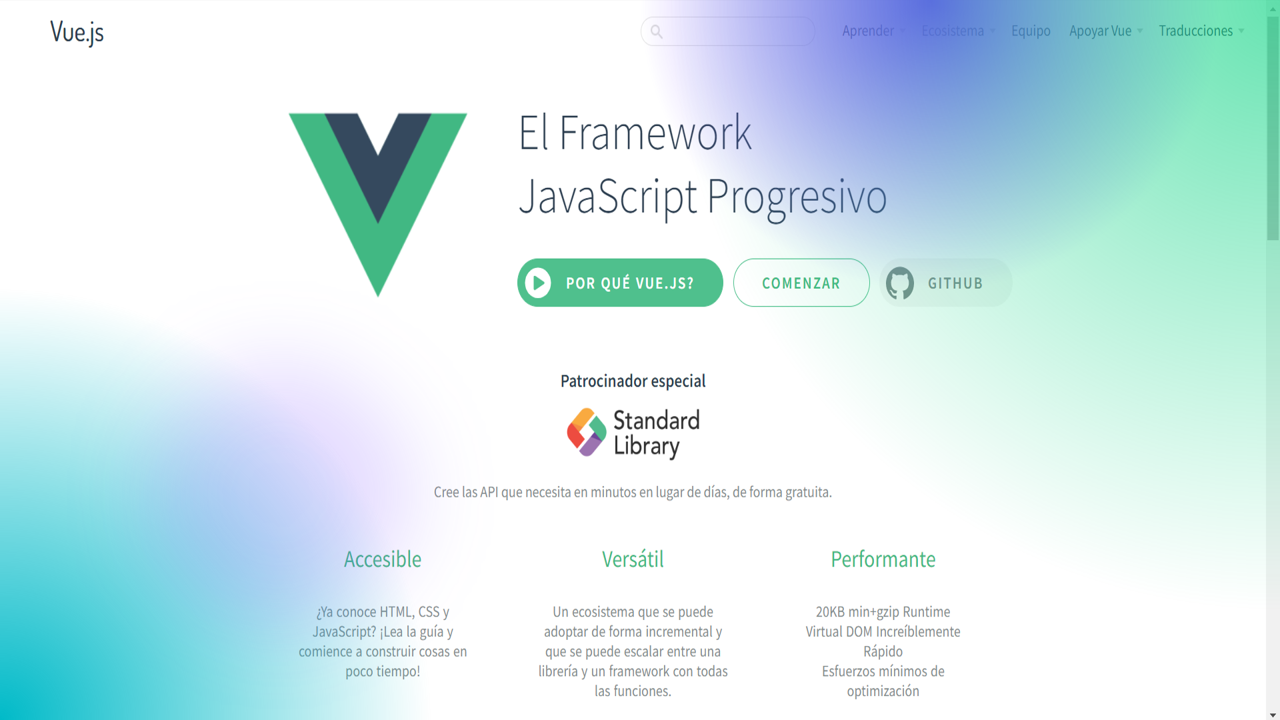 Vue.js
Aprender
Ecosistema
Equipo
Apoyar Vue
Traducciones
El Framework
JavaScript Progresivo
POR QUÉ VUE.JS?
COMENZAR
GITHUB
Patrocinador especial
Standard
Library
Cree las API que necesita en minutos en lugar de días, de forma gratuita.
Accesible
¿Ya conoce HTML, CSS y
JavaScript? ¡Lea la guía y
comience a construir cosas en
poco tiempo!
Versátil
Un ecosistema que se puede
adoptar de forma incremental y
que se puede escalar entre una
librería y un framework con todas
las funciones.
Performante
20KB min+gzip Runtime
Virtual DOM Increíblemente
Rápido
Esfuerzos mínimos de
optimización